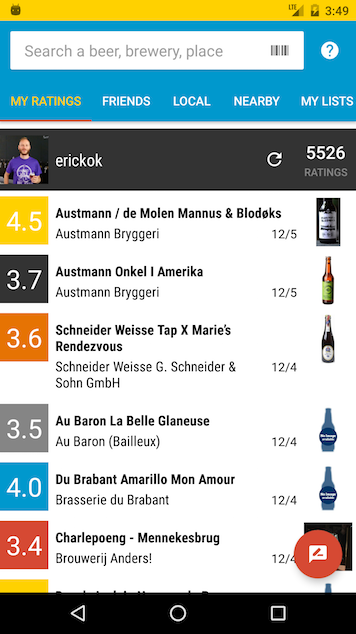 LTE 3:49
Search a beer, brewery, place
?
MY RATINGS FRIENDS LOCAL NEARBY MY LISTS
erickok 5526
RATINGS
4.5 Austmann / de Molen Mannus & Blodøks
Austmann Bryggeri 12/5
3.7 Austmann Onkel I Amerika
Austmann Bryggeri 12/5
3.6 Schneider Weisse Tap X Marie's
Rendezvous
Schneider Weisse G. Schneider &
Sohn GmbH 12/4
3.5 Au Baron La Belle Glaneuse
Au Baron (Bailleux) 12/4
4.0 Du Brabant Amarillo Mon Amour
Brasserie du Brabant 12/4
3.4 Charlepoeng - Mennekesbrug
Brouwerij Anders! 12/4